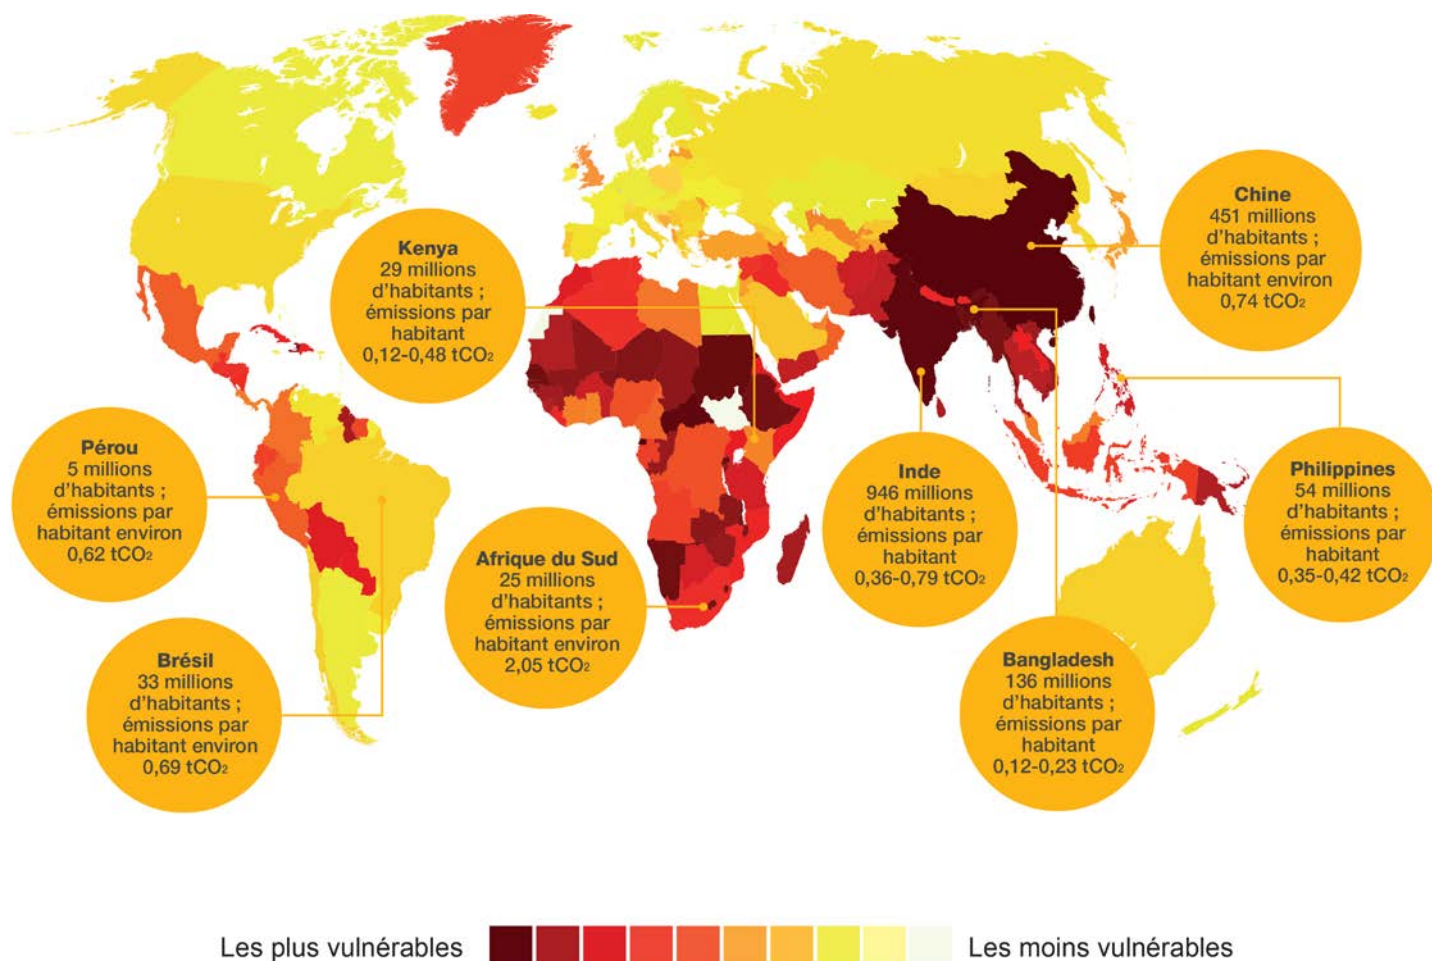 Chine
451 millions
d'habitants ;
émissions par
habitant environ
0,74 tCO₂
Kenya
29 millions
d'habitants ;
émissions par
habitant
0,12-0,48 tCO₂
Pérou
5 millions
d'habitants ;
émissions par
habitant environ
0,62 tCO₂
Inde
946 millions
d'habitants ;
émissions par
habitant
0,36-0,79 tCO₂
Philippines
54 millions
d'habitants ;
émissions par
habitant
0,35-0,42 tCO₂
Afrique du Sud
25 millions
d'habitants ;
émissions par
habitant environ
2,05 tCO₂
Brésil
33 millions
d'habitants ;
émissions par
habitant environ
0,69 tCO₂
Bangladesh
136 millions
d'habitants ;
émissions par
habitant
0,12-0,23 tCO₂
Les plus vulnérables
Les moins vulnérables